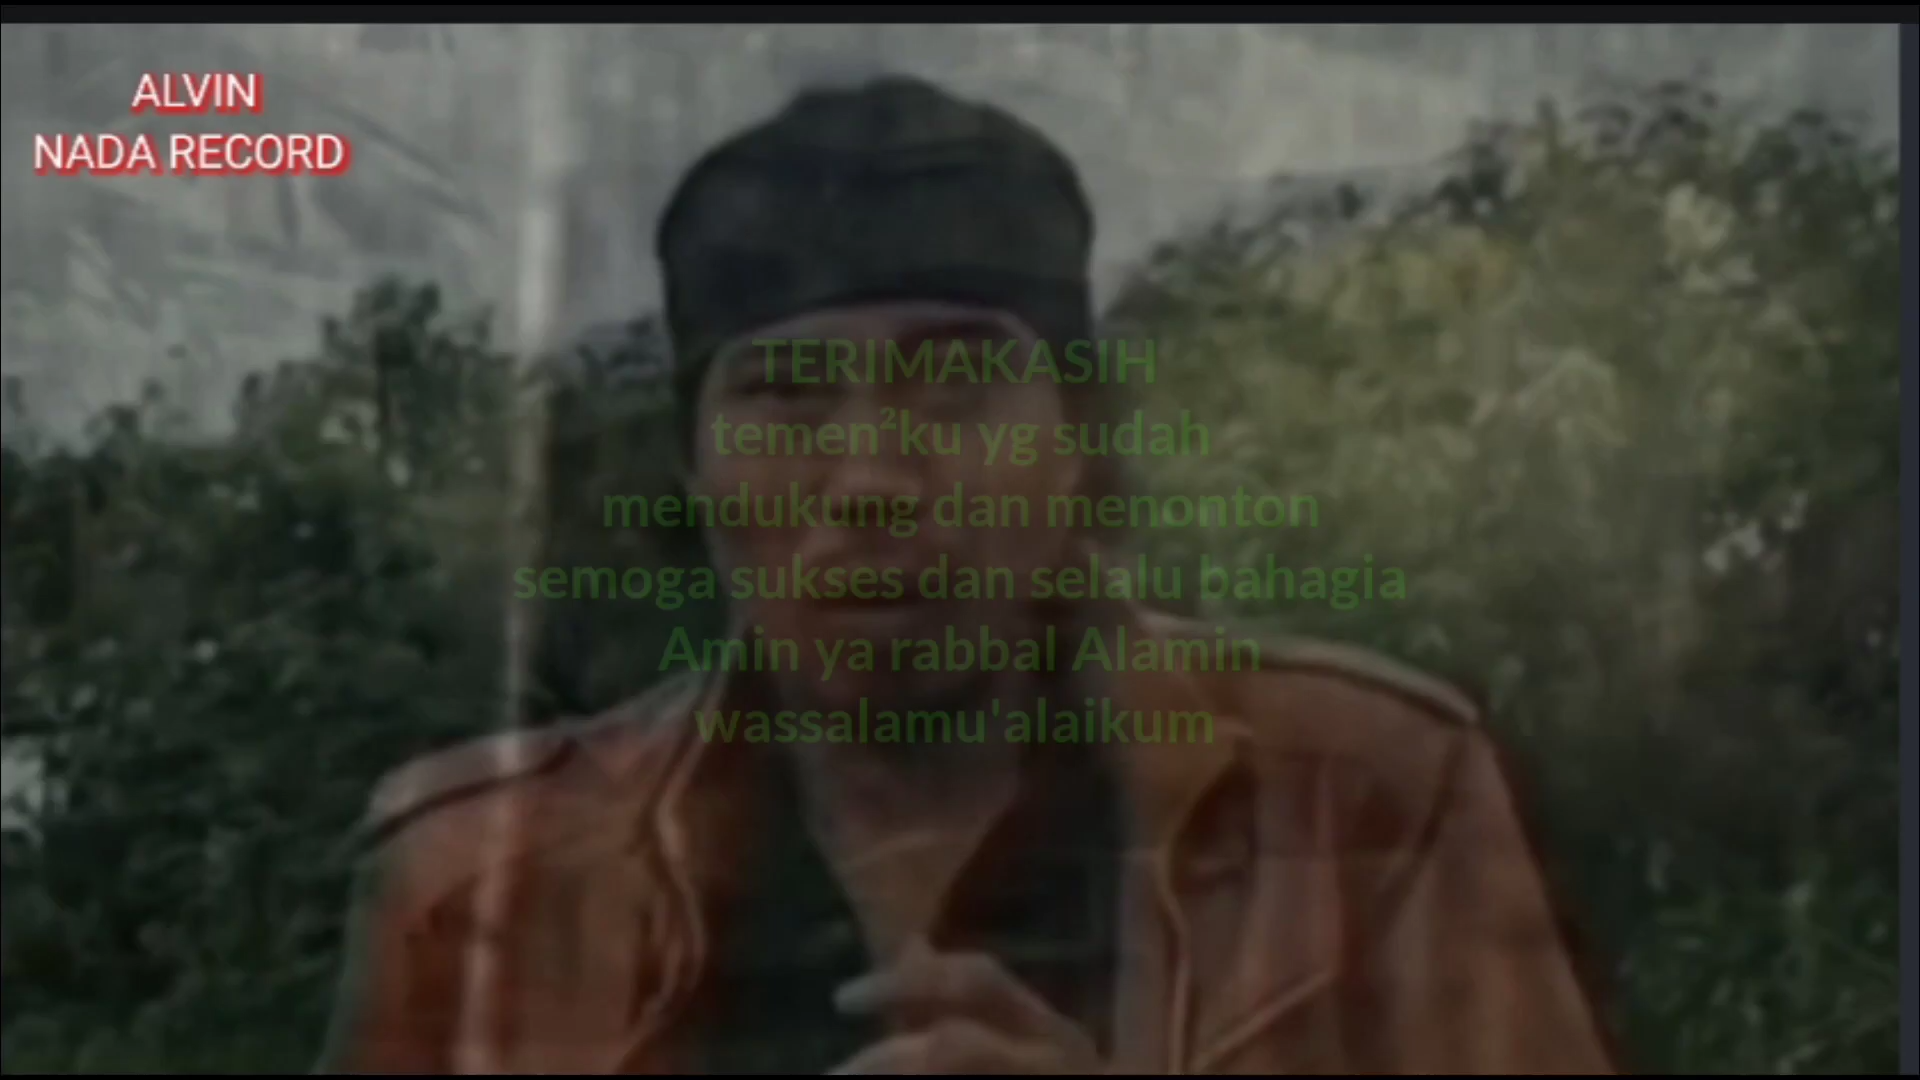 ALVIN
NADA RECORD
TERIMAKASIH
temen²ku yg sudah
mendukung dan menonton
semoga sukses dan selalu bahagia
Amin ya rabbal Alamin
wassalamu'alaikum